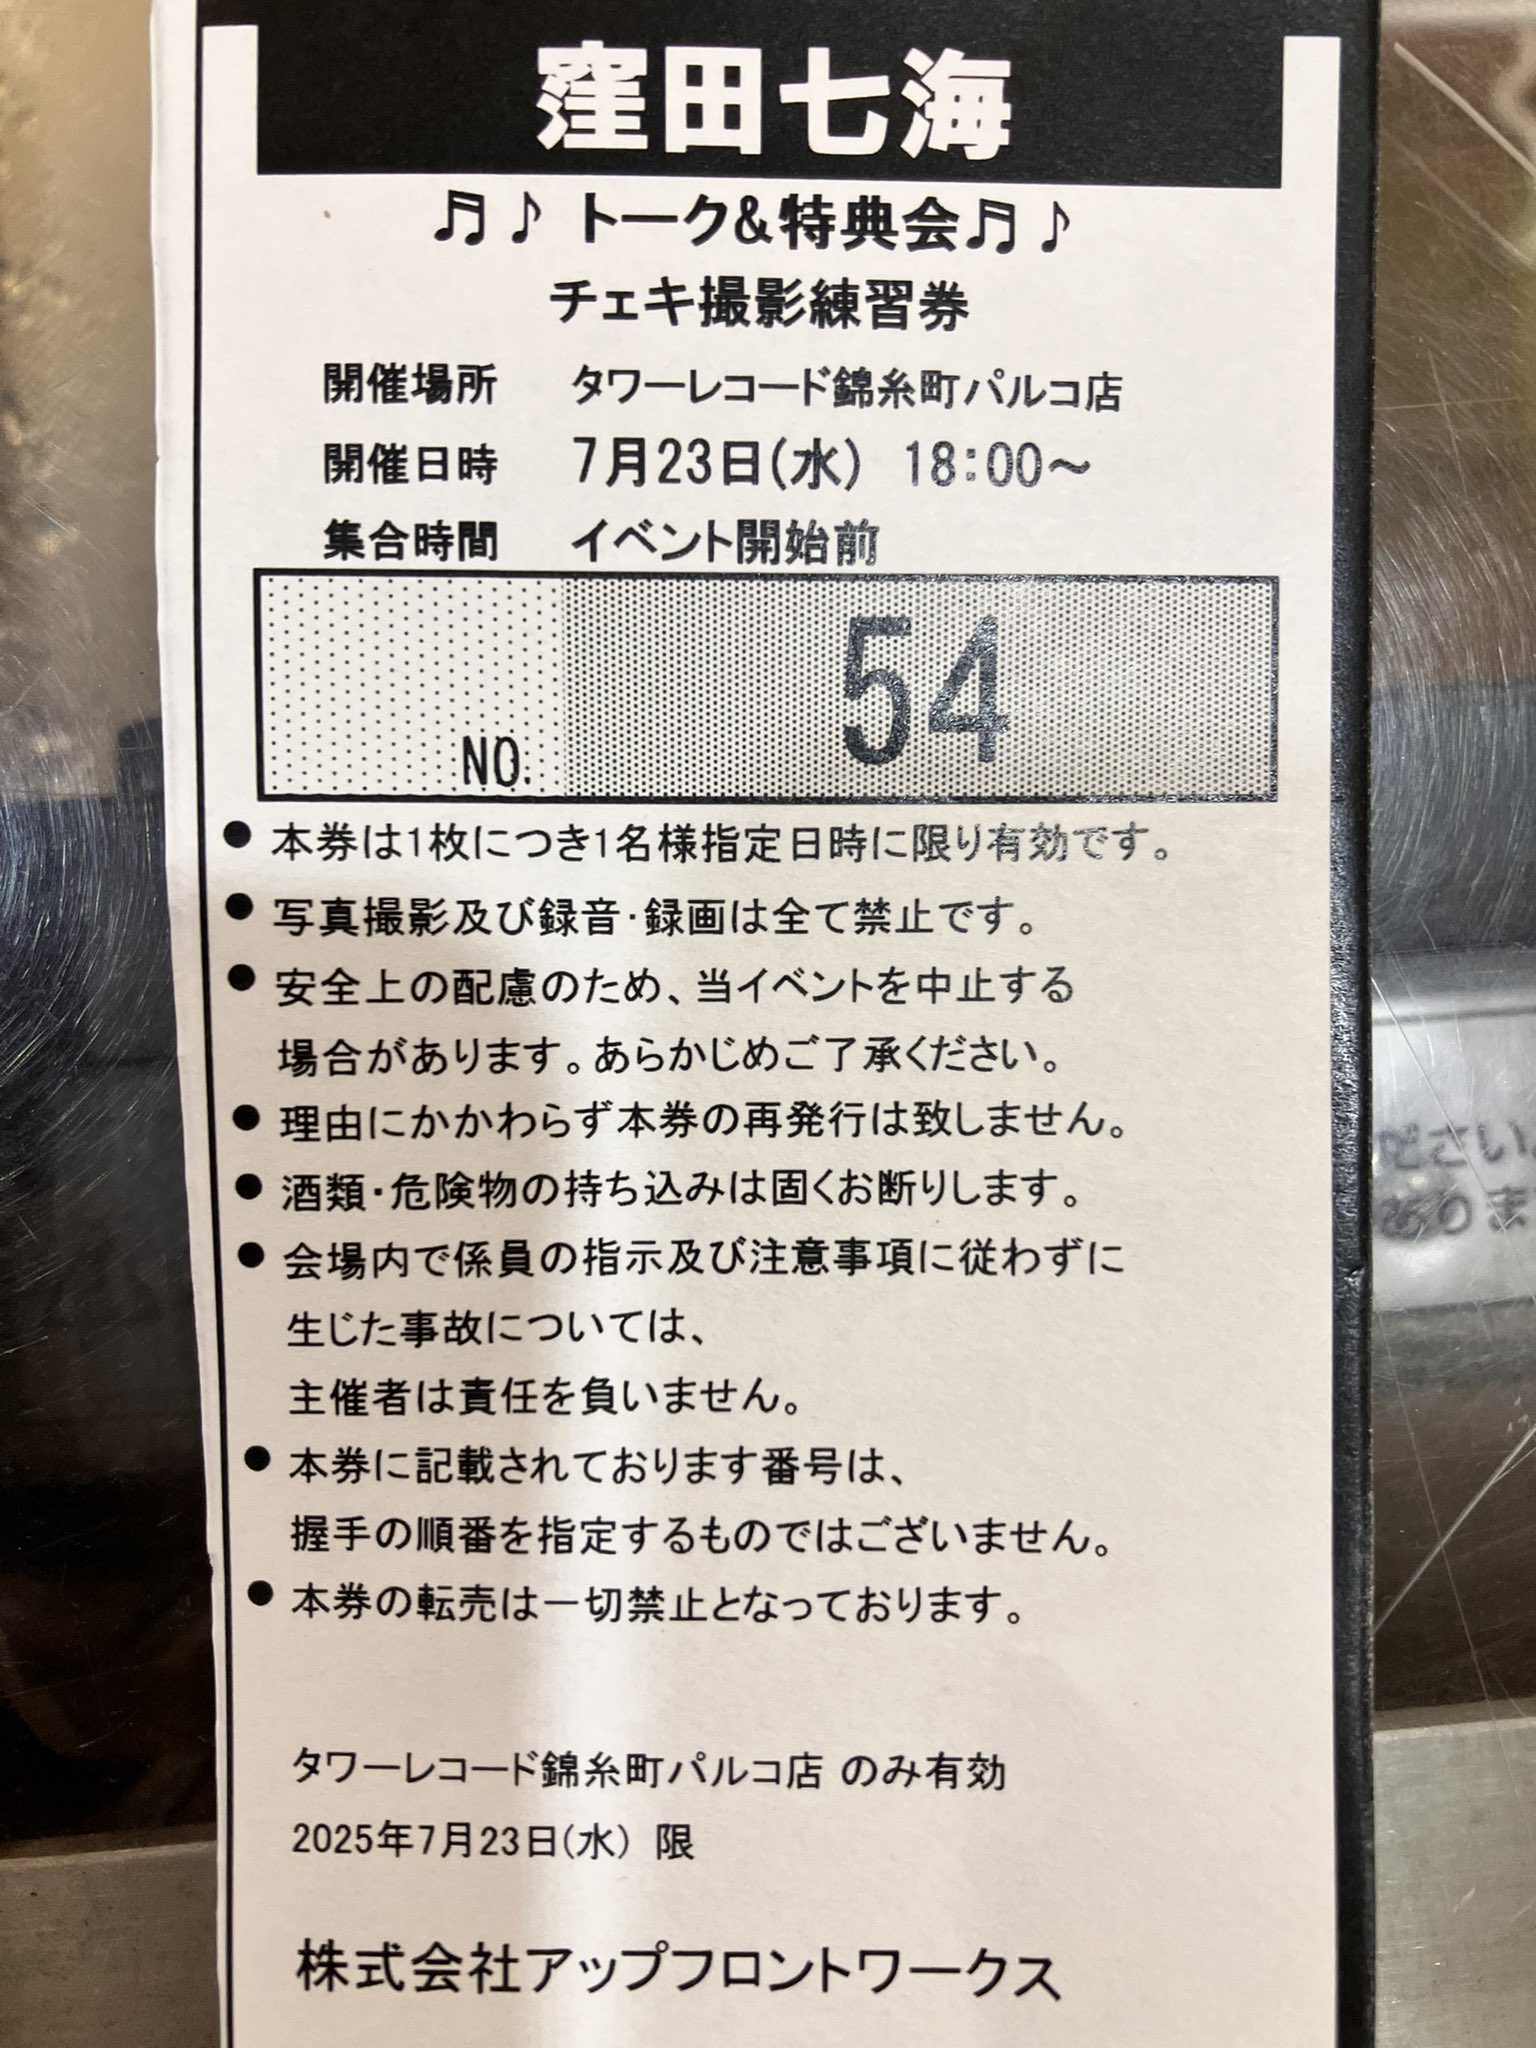 窪田七海
♬♪ トーク&特典会♬♪
チェキ撮影練習券
開催場所 タワーレコード錦糸町パルコ店
開催日時 7月23日(水) 18:00～
集合時間 イベント開始前
NO. 54
● 本券は1枚につき1名様指定日時に限り有効です。
● 写真撮影及び録音・録画は全て禁止です。
● 安全上の配慮のため、当イベントを中止する
場合があります。あらかじめご了承ください。
● 理由にかかわらず本券の再発行は致しません。
● 酒類・危険物の持ち込みは固くお断りします。
● 会場内で係員の指示及び注意事項に従わずに
生じた事故については、
主催者は責任を負いません。
● 本券に記載されております番号は、
握手の順番を指定するものではございません。
● 本券の転売は一切禁止となっております。
タワーレコード錦糸町パルコ店 のみ有効
2025年7月23日(水) 限
株式会社アップフロントワークス
ださい。